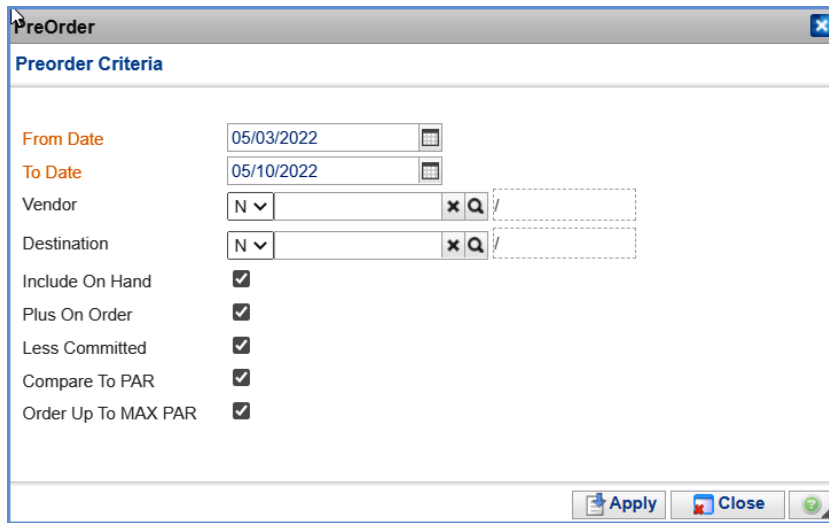 PreOrder
Preorder Criteria
From Date 05/03/2022
To Date 05/10/2022
Vendor N /
Destination N /
Include On Hand
Plus On Order
Less Committed
Compare To PAR
Order Up To MAX PAR
Apply Close ?